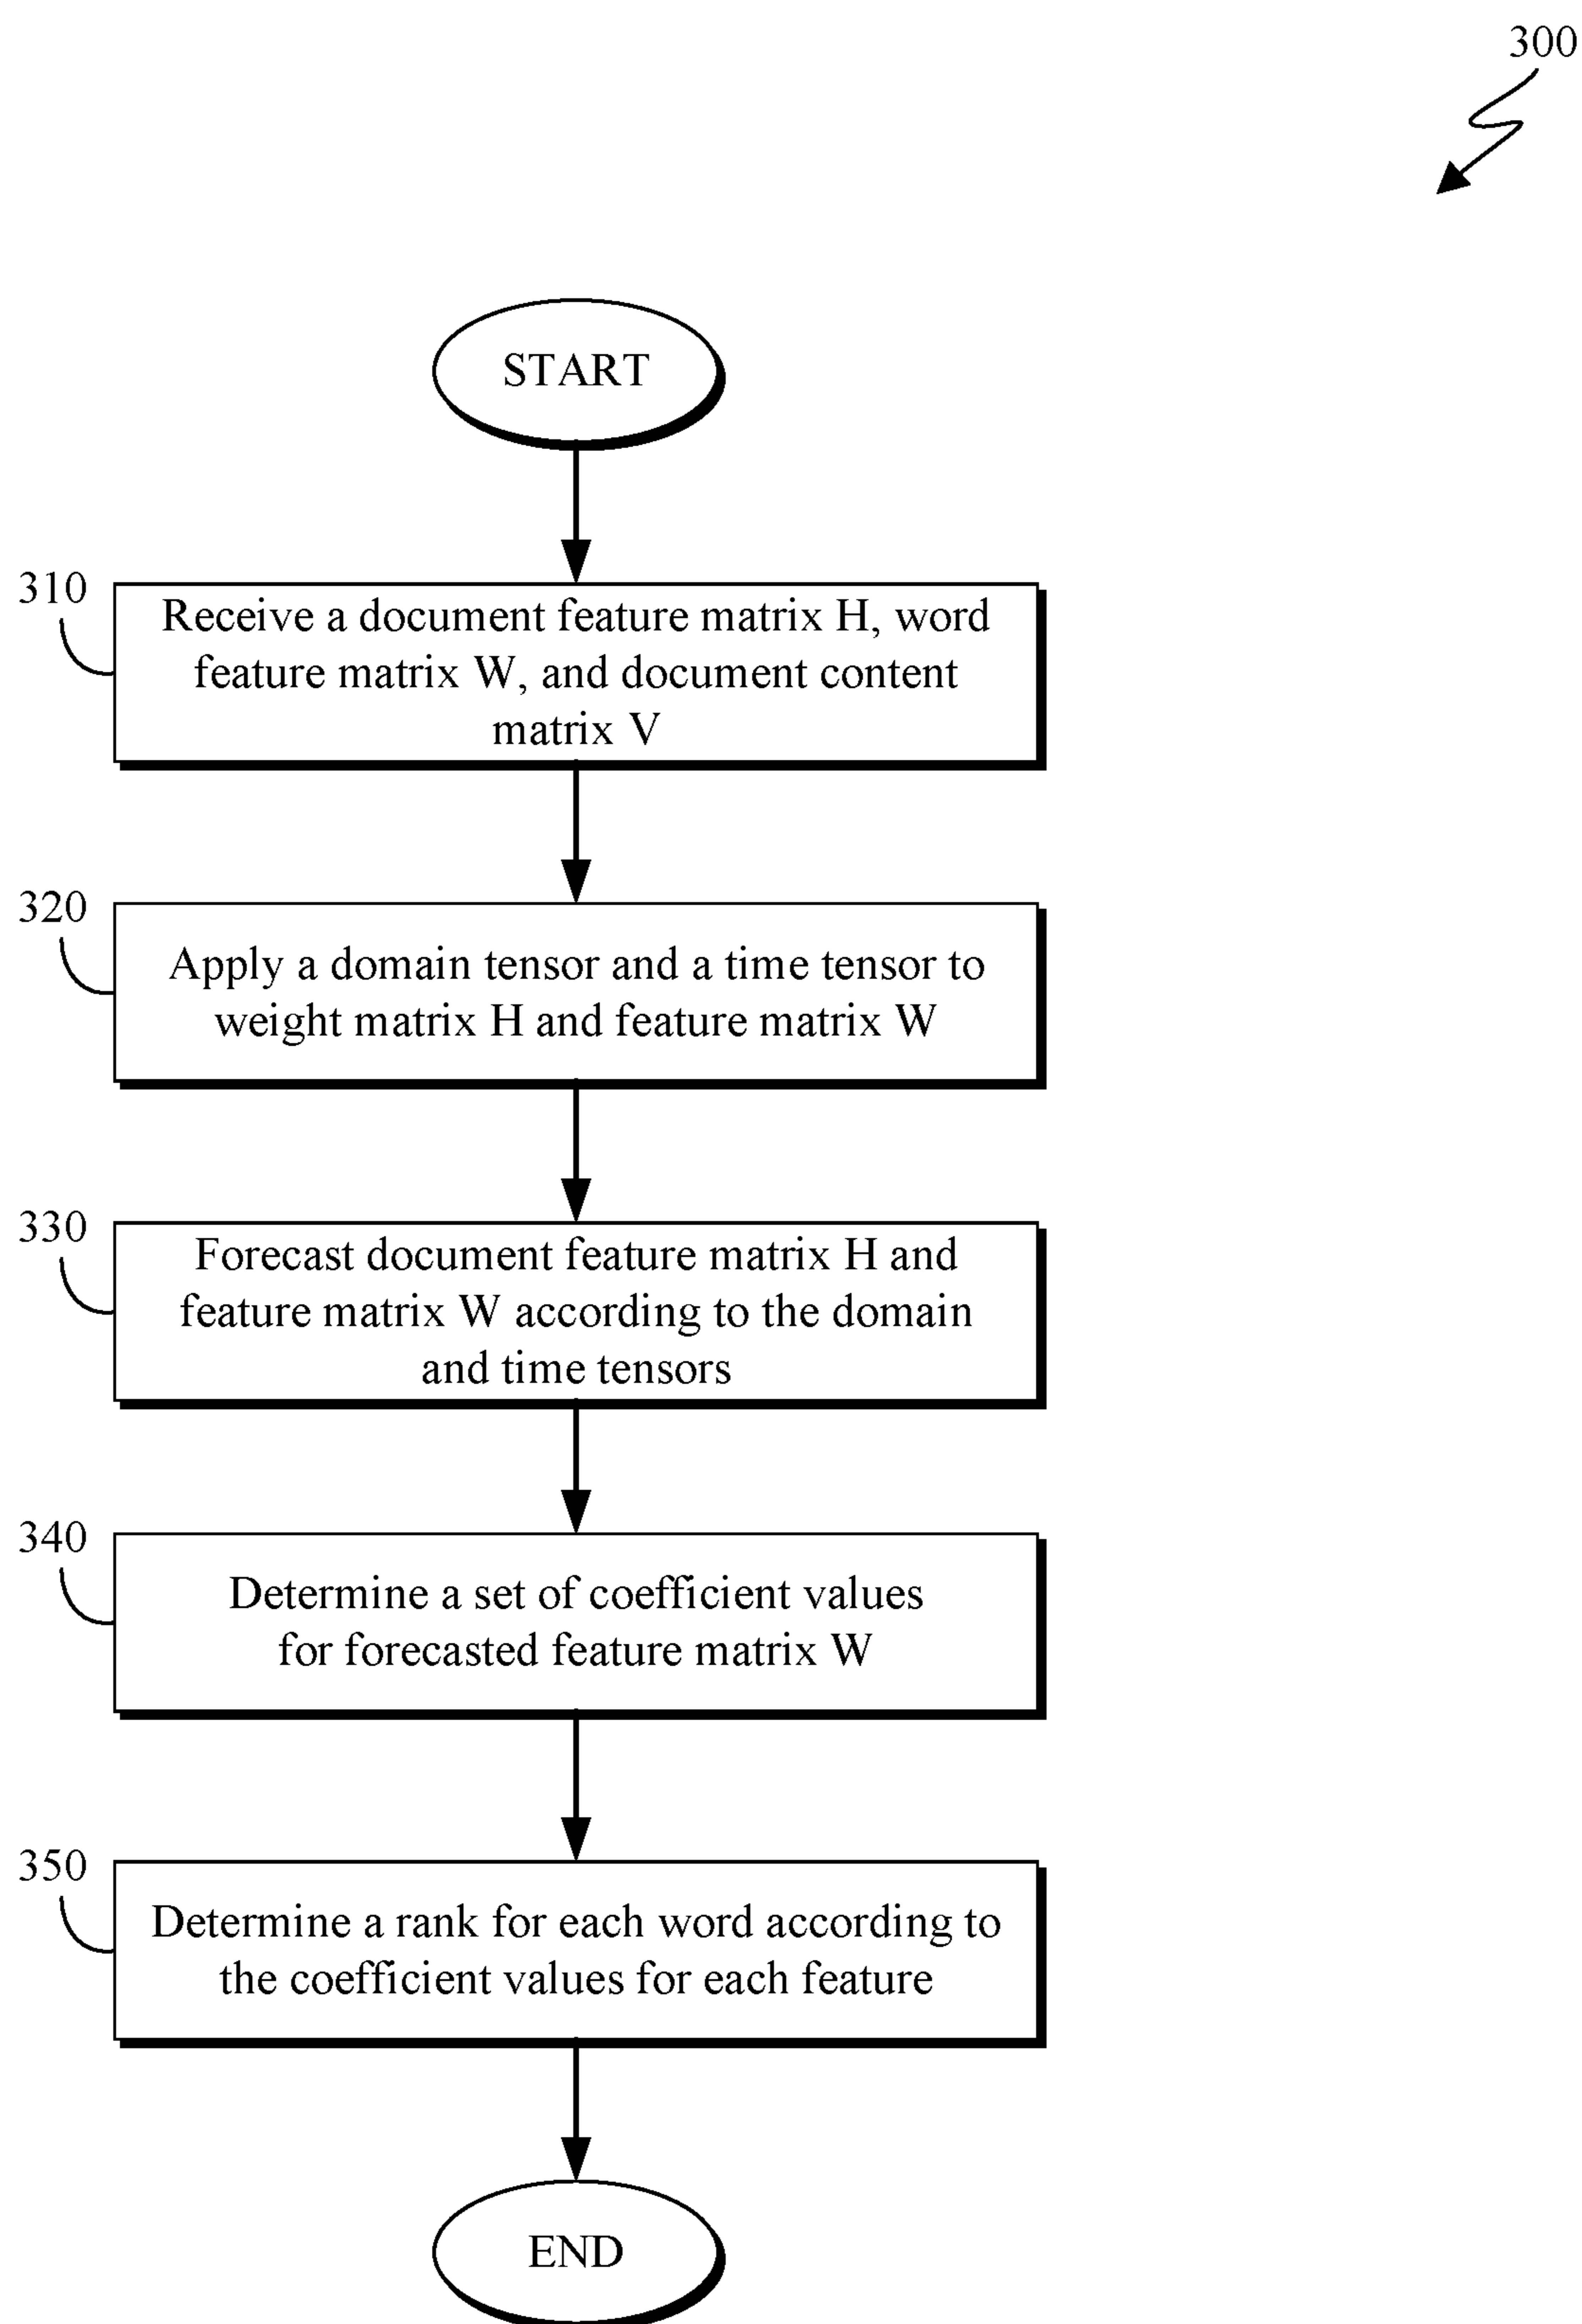 300
START
310
Receive a document feature matrix H, word
feature matrix W, and document content
matrix V
320
Apply a domain tensor and a time tensor to
weight matrix H and feature matrix W
330
Forecast document feature matrix H and
feature matrix W according to the domain
and time tensors
340
Determine a set of coefficient values
for forecasted feature matrix W
350
Determine a rank for each word according to
the coefficient values for each feature
END